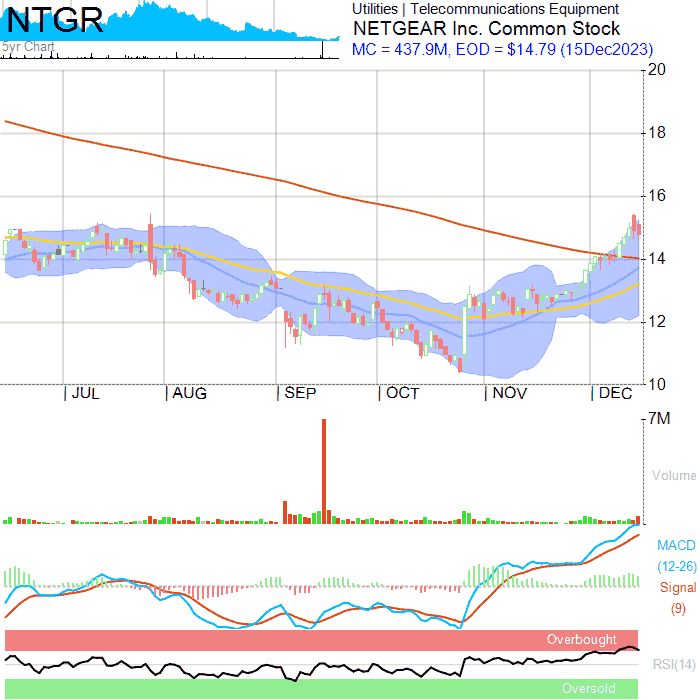 NTGR
5yr Chart
Utilities | Telecommunications Equipment
NETGEAR Inc. Common Stock
MC = 437.9M, EOD = $14.79 (15Dec2023)
20
18
16
14
12
10
| JUL | AUG | SEP | OCT | NOV | DEC
7M
Volume
MACD
(12-26)
Signal
(9)
Overbought
RSI(14)
Oversold